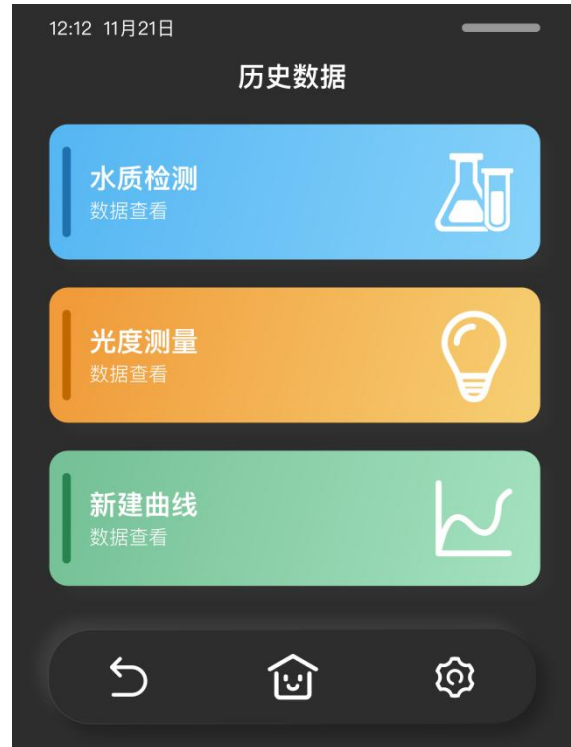 12:12 11月21日
历史数据
水质检测
数据查看
光度测量
数据查看
新建曲线
数据查看